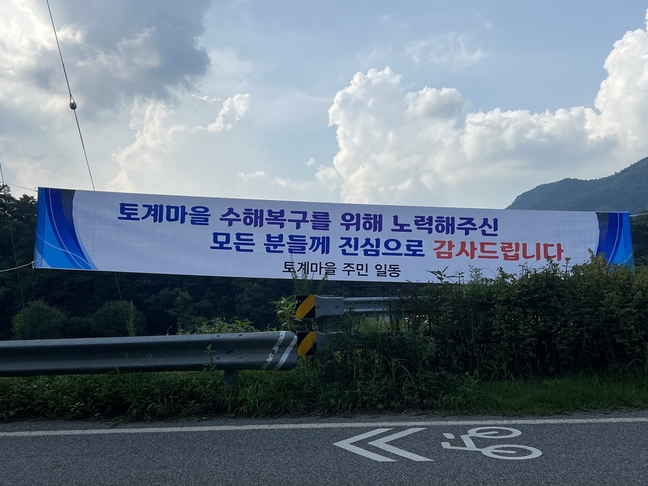 토계마을 수해복구를 위해 노력해주신
모든 분들께 진심으로 감사드립니다
토계마을 주민 일동